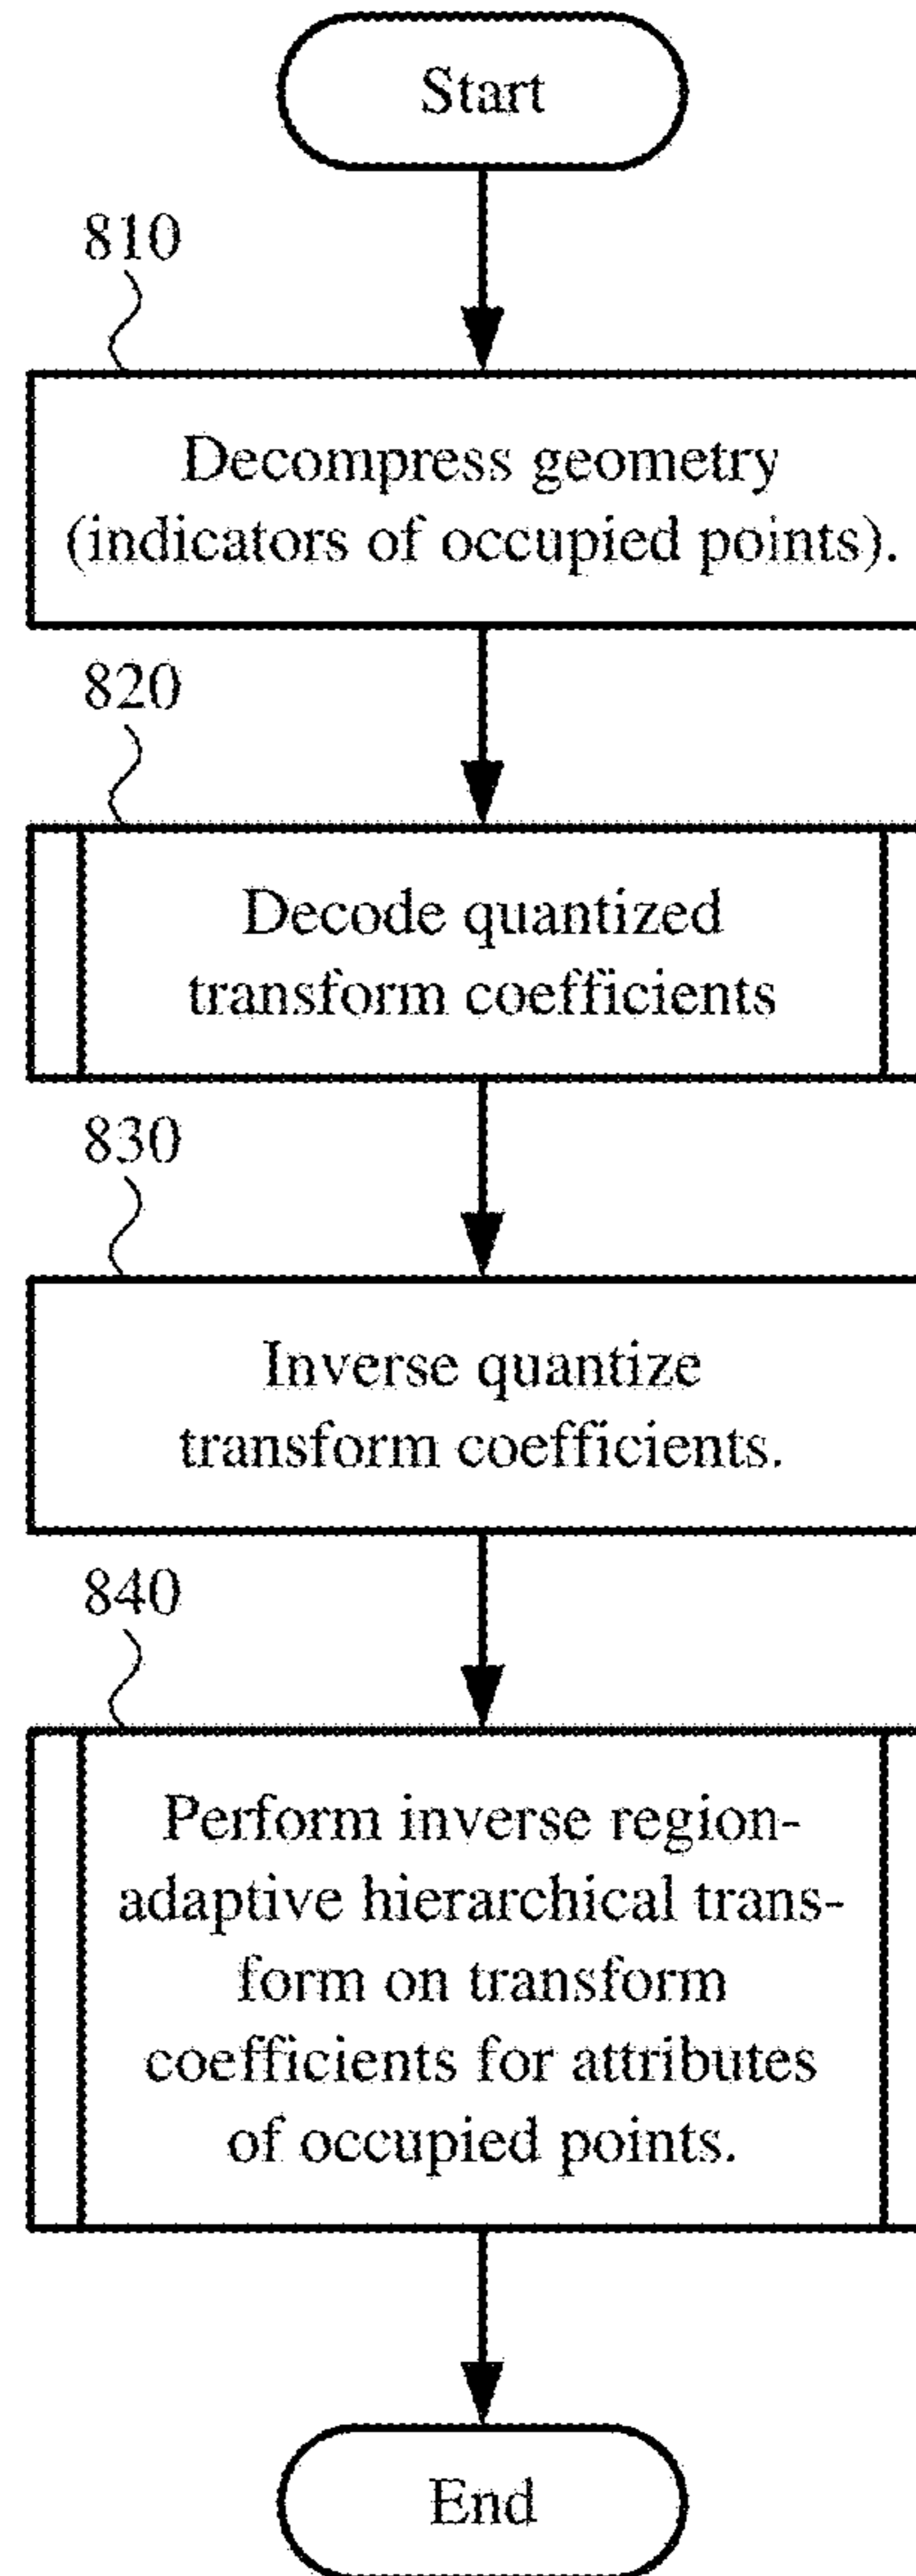 Start
810
Decompress geometry
(indicators of occupied points).
820
Decode quantized
transform coefficients
830
Inverse quantize
transform coefficients.
840
Perform inverse region-
adaptive hierarchical trans-
form on transform
coefficients for attributes
of occupied points.
End